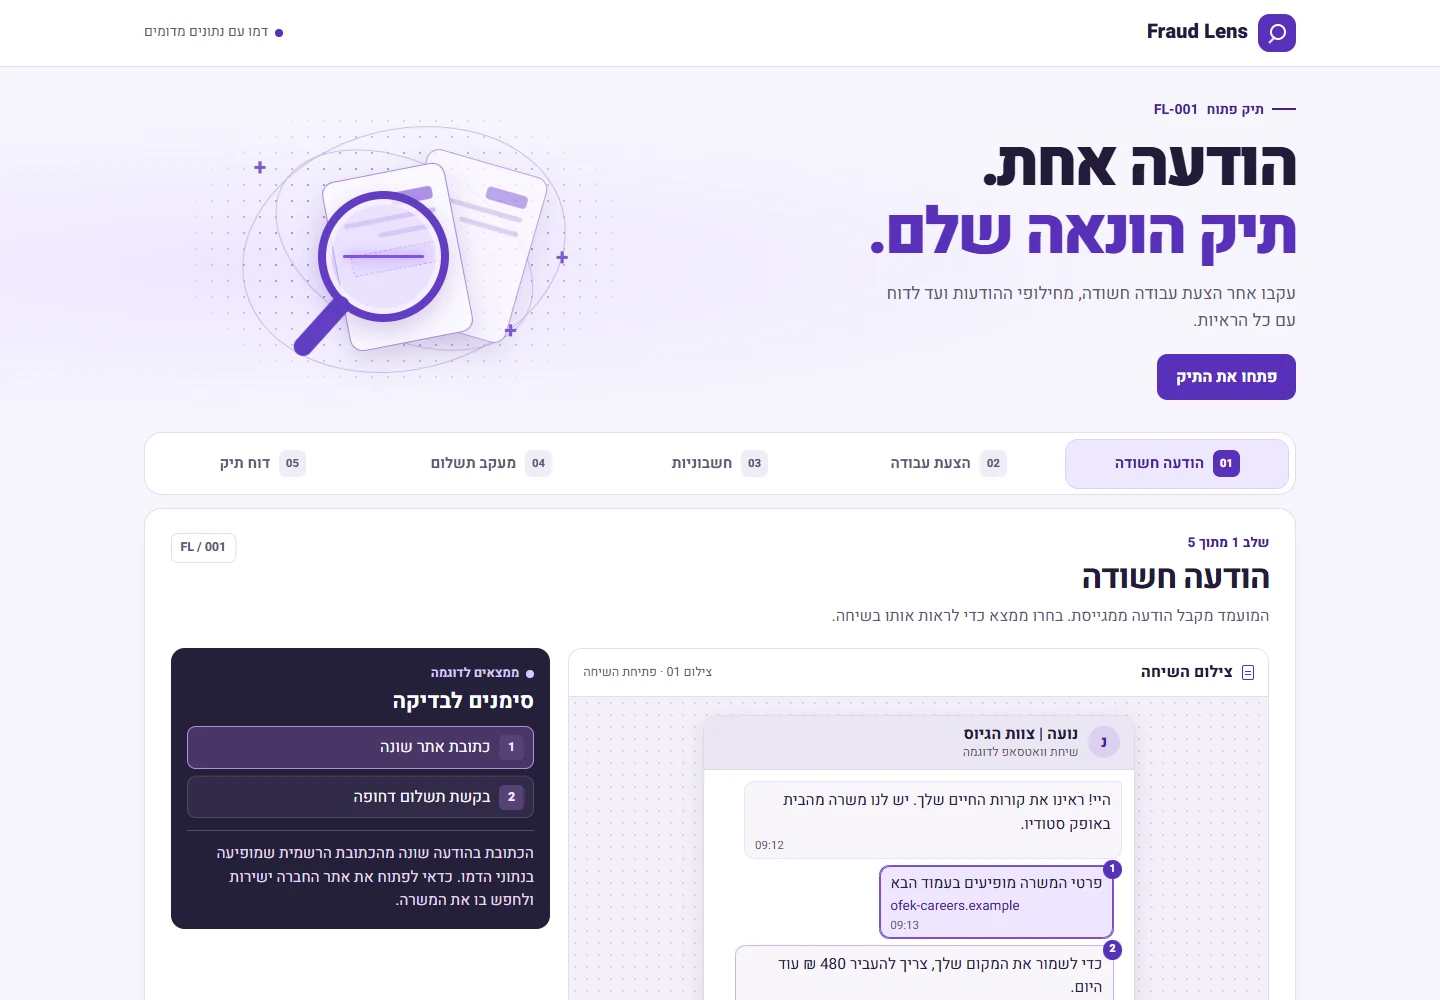 Fraud Lens
דמו עם נתונים מדומים
תיק פתוח FL-001
הודעה אחת.
תיק הונאה שלם.
עקבו אחר הצעת עבודה חשודה, מחילופי ההודעות ועד לדוח
עם כל הראיות.
פתחו את התיק
01 הודעה חשודה
02 הצעת עבודה
03 חשבוניות
04 מעקב תשלום
05 דוח תיק
שלב 1 מתוך 5
FL / 001
הודעה חשודה
המועמד מקבל הודעה ממגייסת. בחרו ממצא כדי לראות אותו בשיחה.
צילום השיחה
צילום 01 · פתיחת השיחה
נ
נועה | צוות הגיוס
שיחת וואטסאפ לדוגמה
היי! ראינו את קורות החיים שלך. יש לנו משרה מהבית
באופק סטודיו.
09:12
1
פרטי המשרה מופיעים בעמוד הבא
ofek-careers.example
09:13
2
כדי לשמור את המקום שלך, צריך להעביר 480 ₪ עוד
היום.
ממצאים לדוגמה
סימנים לבדיקה
1 כתובת אתר שונה
2 בקשת תשלום דחופה
הכתובת בהודעה שונה מהכתובת הרשמית שמופיעה
בנתוני הדמו. כדאי לפתוח את אתר החברה ישירות
ולחפש בו את המשרה.